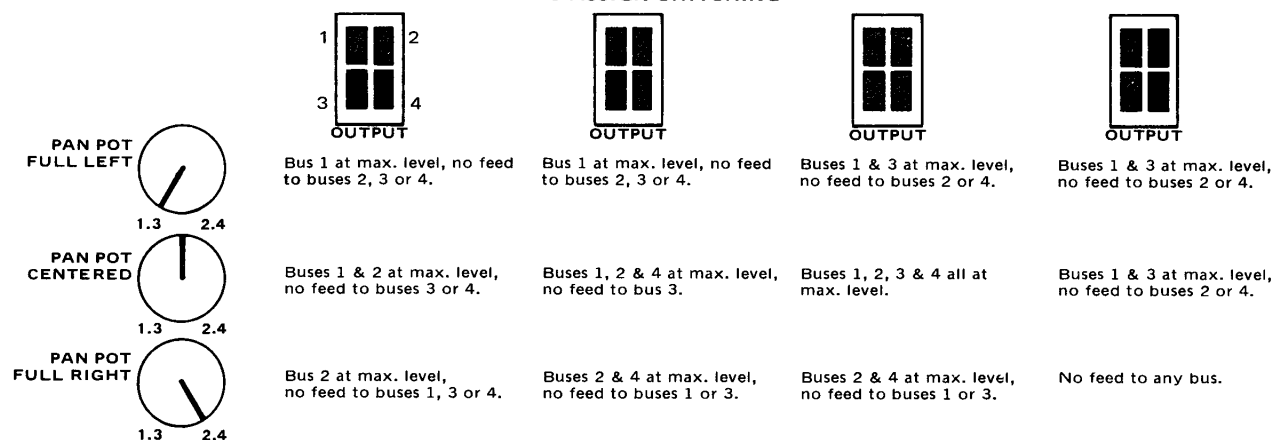 1 2
3 4
OUTPUT OUTPUT OUTPUT OUTPUT
PAN POT
FULL LEFT
Bus 1 at max. level, no feed
to buses 2, 3 or 4.
Bus 1 at max. level, no feed
to buses 2, 3 or 4.
Buses 1 & 3 at max. level,
no feed to buses 2 or 4.
Buses 1 & 3 at max. level,
no feed to buses 2 or 4.
1.3 2.4
PAN POT
CENTERED
Buses 1 & 2 at max. level,
no feed to buses 3 or 4.
Buses 1, 2 & 4 at max. level,
no feed to bus 3.
Buses 1, 2, 3 & 4 all at
max. level.
Buses 1 & 3 at max. level,
no feed to buses 2 or 4.
1.3 2.4
PAN POT
FULL RIGHT
Bus 2 at max. level,
no feed to buses 1, 3 or 4.
Buses 2 & 4 at max. level,
no feed to buses 1 or 3.
Buses 2 & 4 at max. level,
no feed to buses 1 or 3.
No feed to any bus.
1.3 2.4